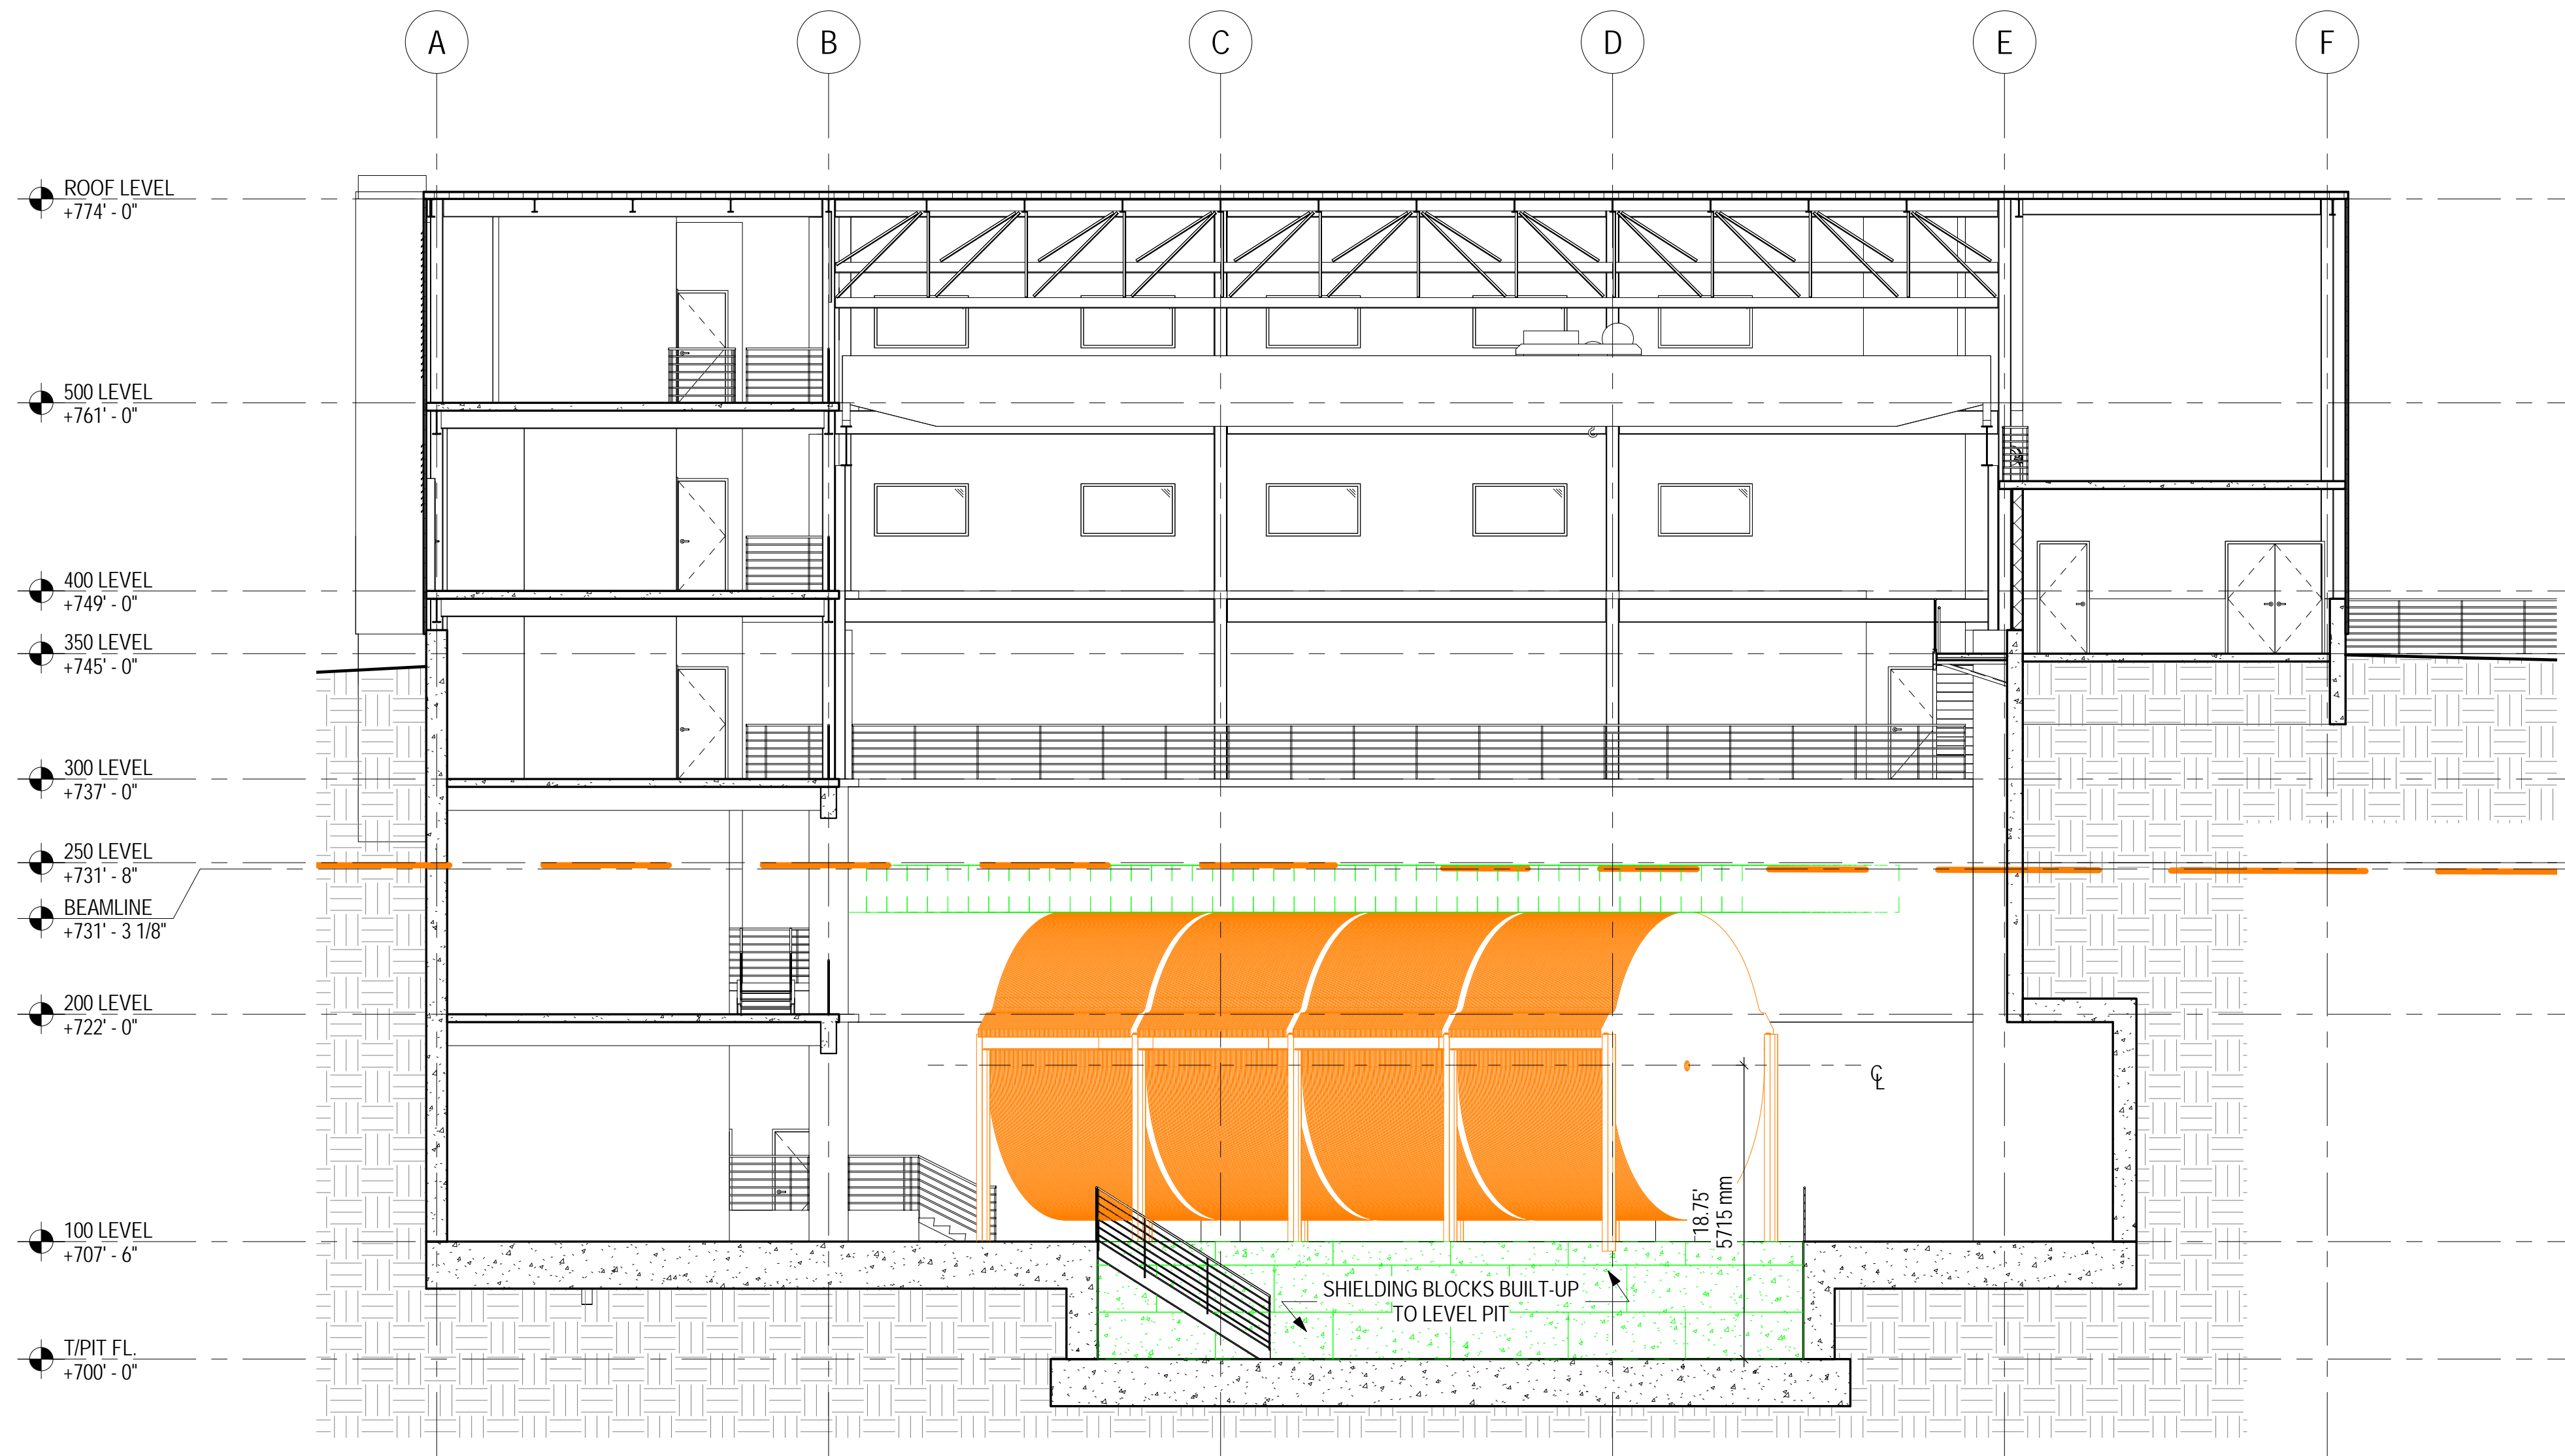 A B C D E F
ROOF LEVEL
+774' - 0"
500 LEVEL
+761' - 0"
400 LEVEL
+749' - 0"
350 LEVEL
+745' - 0"
300 LEVEL
+737' - 0"
250 LEVEL
+731' - 8"
BEAMLINE
+731' - 3 1/8"
200 LEVEL
+722' - 0"
℄
18.75'
5715 mm
100 LEVEL
+707' - 6"
SHIELDING BLOCKS BUILT-UP
TO LEVEL PIT
T/PIT FL.
+700' - 0"